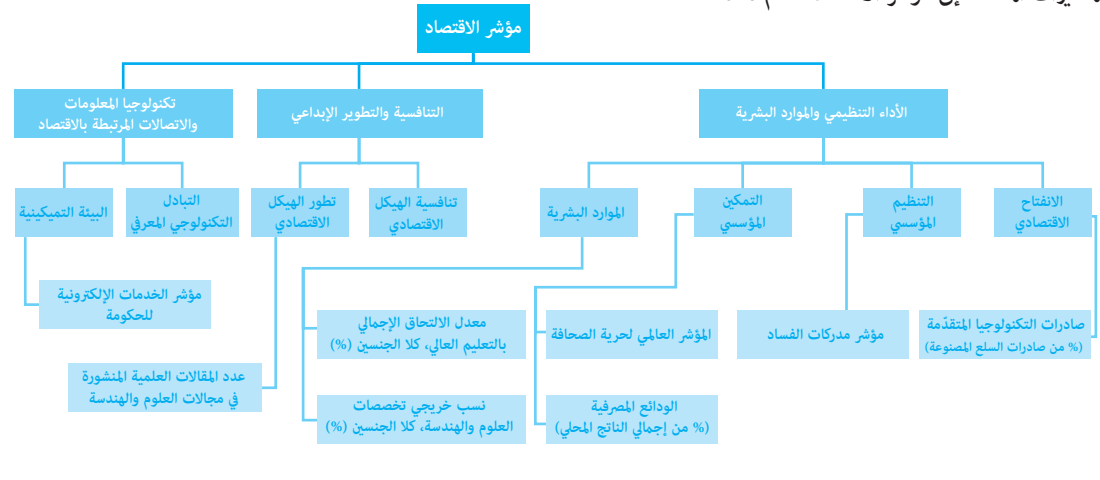 مؤشر الاقتصاد
الأداء التنظيمي والموارد البشرية
التنافسية والتطوير الإبداعي
تكنولوجيا المعلومات
والاتصالات المرتبطة بالاقتصاد
الانفتاح
الاقتصادي
التنظيم
المؤسسي
التمكين
المؤسسي
الموارد البشرية
تنافسية الهيكل
الاقتصادي
تطور الهيكل
الاقتصادي
التبادل
التكنولوجي المعرفي
البيئة التميكينية
صادرات التكنولوجيا المتقدّمة
(% من صادرات السلع المصنوعة)
مؤشر مدركات الفساد
المؤشر العالمي لحرية الصحافة
الودائع المصرفية
(% من إجمالي الناتج المحلي)
معدل الالتحاق الإجمالي
بالتعليم العالي، كلا الجنسين (%)
نسب خريجي تخصصات
العلوم والهندسة، كلا الجنسين (%)
عدد المقالات العلمية المنشورة
في مجالات العلوم والهندسة
مؤشر الخدمات الإلكترونية
للحكومة